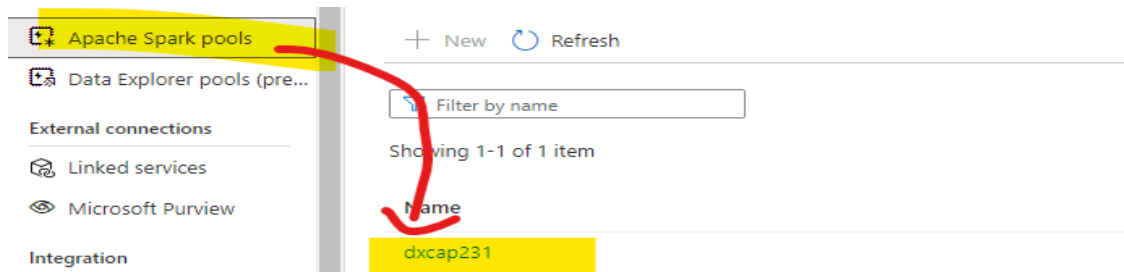 Apache Spark pools
Data Explorer pools (pre...
External connections
Linked services
Microsoft Purview
Integration
New Refresh
Filter by name
Showing 1-1 of 1 item
Name
dxcap231